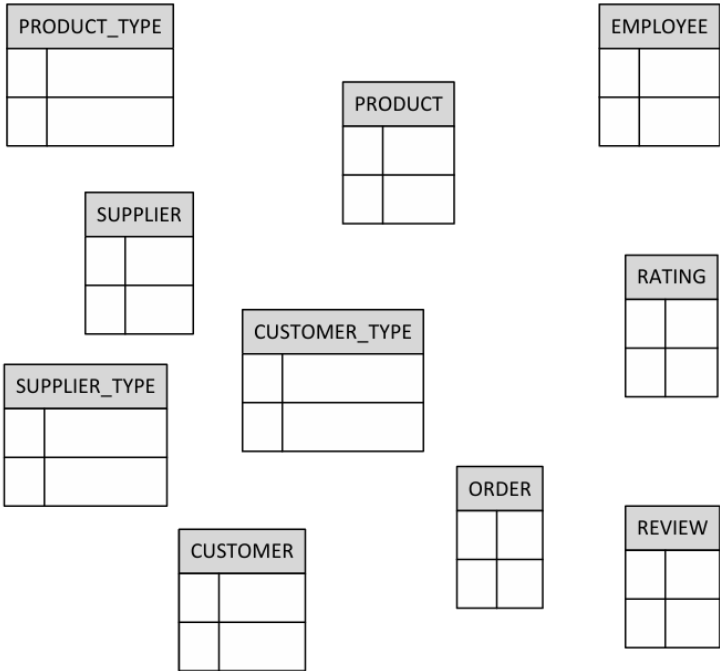 PRODUCT_TYPE
EMPLOYEE
PRODUCT
SUPPLIER
RATING
CUSTOMER_TYPE
SUPPLIER_TYPE
ORDER
REVIEW
CUSTOMER